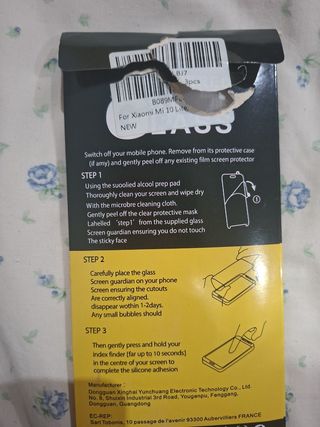 3pcs
For Xiaomi Mi 10 Lite
NEW
GLASS
Switch off your mobile phone. Remove from its protective case
(if amy) and gently peel off any existing film screen protector
STEP 1
Using the suoolied alcool prep pad
Thoroughly clean your screen and wipe dry
With the microbre cleaning cloth.
Gently peel off the clear protective mask
Lahelled 'step1' from the supplied glass
Screen guardian ensuring you do not touch
The sticky face
STEP 2
Carefully place the glass
Screen guardian on your phone
Screen ensuring the cutouts
Are correctly aligned.
disappear wothin 1-2days.
Any small bubbles should
STEP 3
Then gently press and hold your
index finder (far up to 10 seconds)
in the centre of your screen to
complete the silicone adhesion
Manufacturer :
Dongguan Xinghai Yunchuang Electronic Technology Co., Ltd.
No. 8, Shuixin Industrial 3rd Road, Yougenpu, Fenggang,
Dongguan, Guangdong
EC-REP:
Sarl Tobonis, 10 passage de l'avenir 93300 Aubervilliers FRANCE